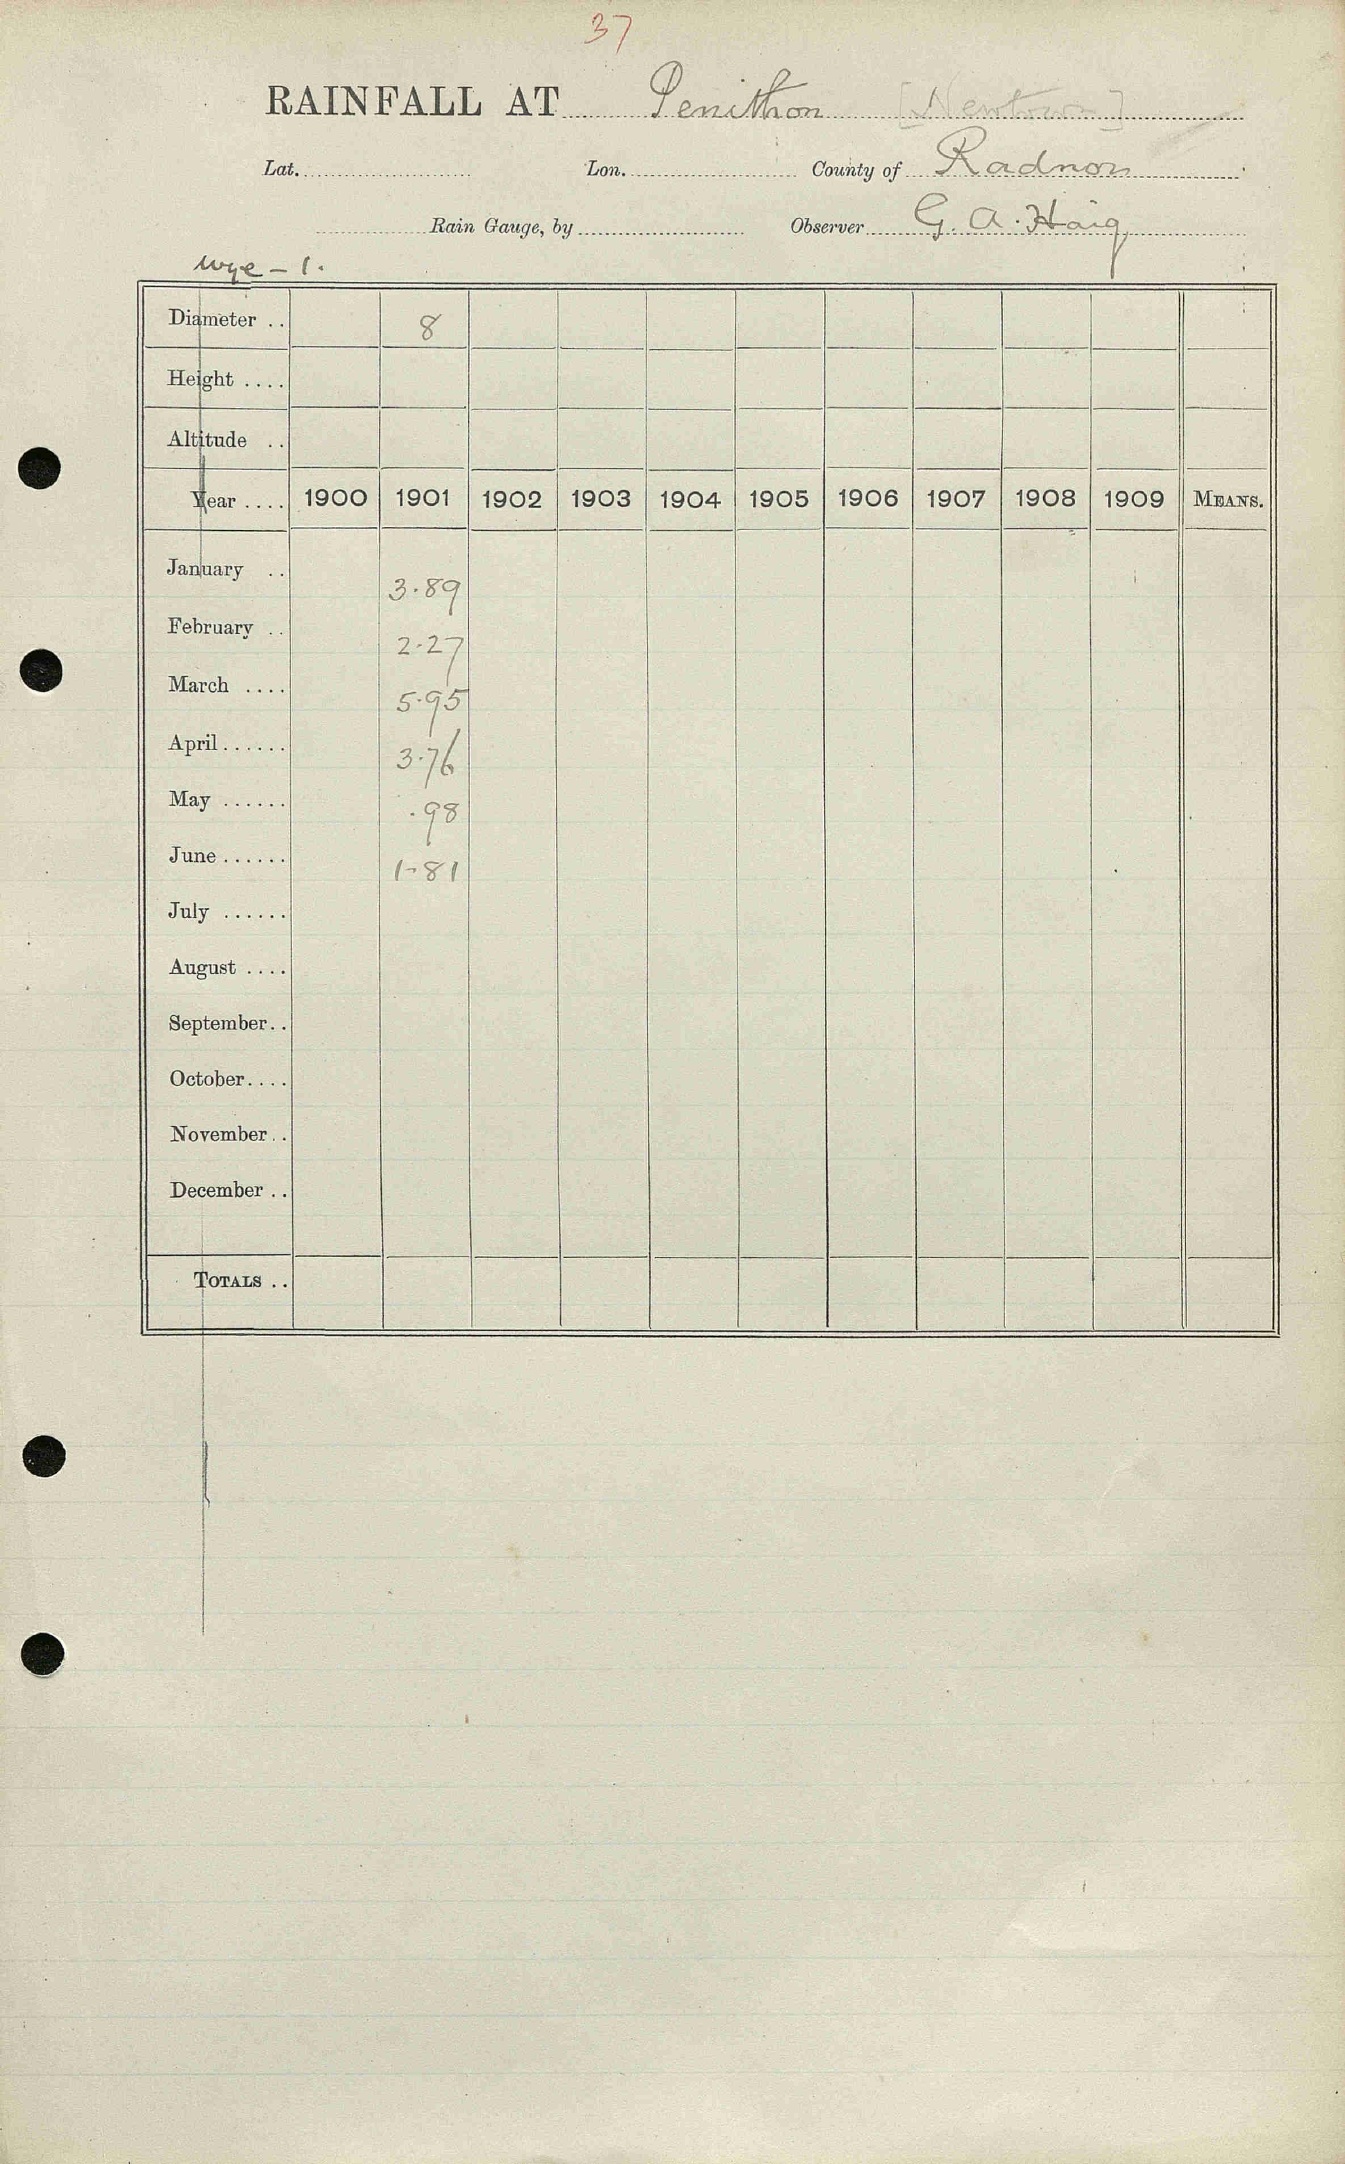 37
RAINFALL AT Penithon [Newtown]
Lat. Lon. County of Radnor
Rain Gauge, by Observer G. A. Haig
Wye – 1.
Diameter .. 8
Height ....
Altitude ..
Year .... 1900 1901 1902 1903 1904 1905 1906 1907 1908 1909 MEANS.
January .. 3.89
February .. 2.27
March .... 5.95
April ...... 3.76
May ...... .98
June ...... 1.81
July ......
August ....
September..
October....
November..
December ..
TOTALS ..